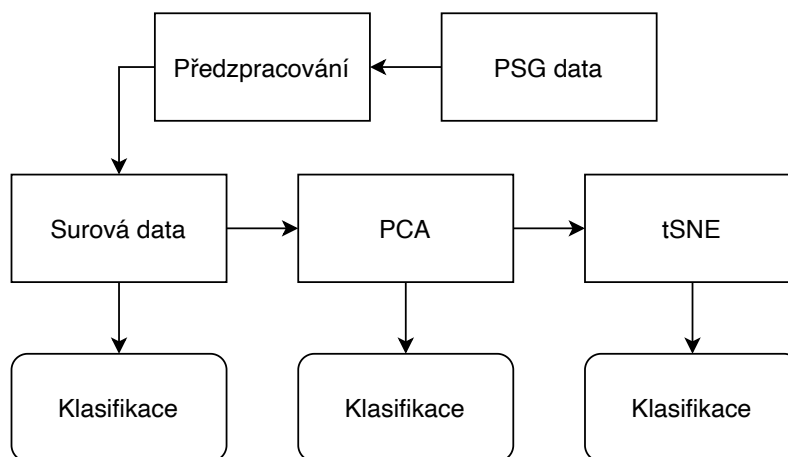 Předzpracování
PSG data
Surová data
PCA
tSNE
Klasifikace
Klasifikace
Klasifikace